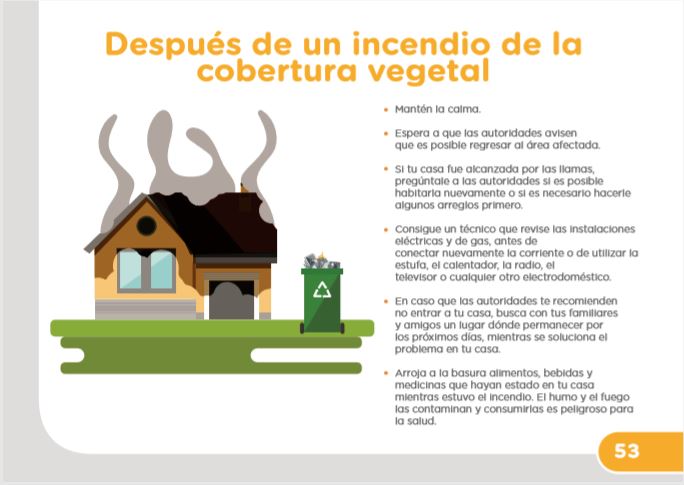 Después de un incendio de la
cobertura vegetal
• Mantén la calma.
• Espera a que las autoridades avisen
que es posible regresar al área afectada.
• Si tu casa fue alcanzada por las llamas,
pregúntale a las autoridades si es posible
habitarla nuevamente o si es necesario hacerle
algunos arreglos primero.
• Consigue un técnico que revise las instalaciones
eléctricas y de gas, antes de
conectar nuevamente la corriente o de utilizar la
estufa, el calentador, la radio, el
televisor o cualquier otro electrodoméstico.
• En caso que las autoridades te recomienden
no entrar a tu casa, busca con tus familiares
y amigos un lugar dónde permanecer por
los próximos días, mientras se soluciona el
problema en tu casa.
• Arroja a la basura alimentos, bebidas y
medicinas que hayan estado en tu casa
mientras estuvo el incendio. El humo y el fuego
las contaminan y consumirlas es peligroso para
la salud.
53